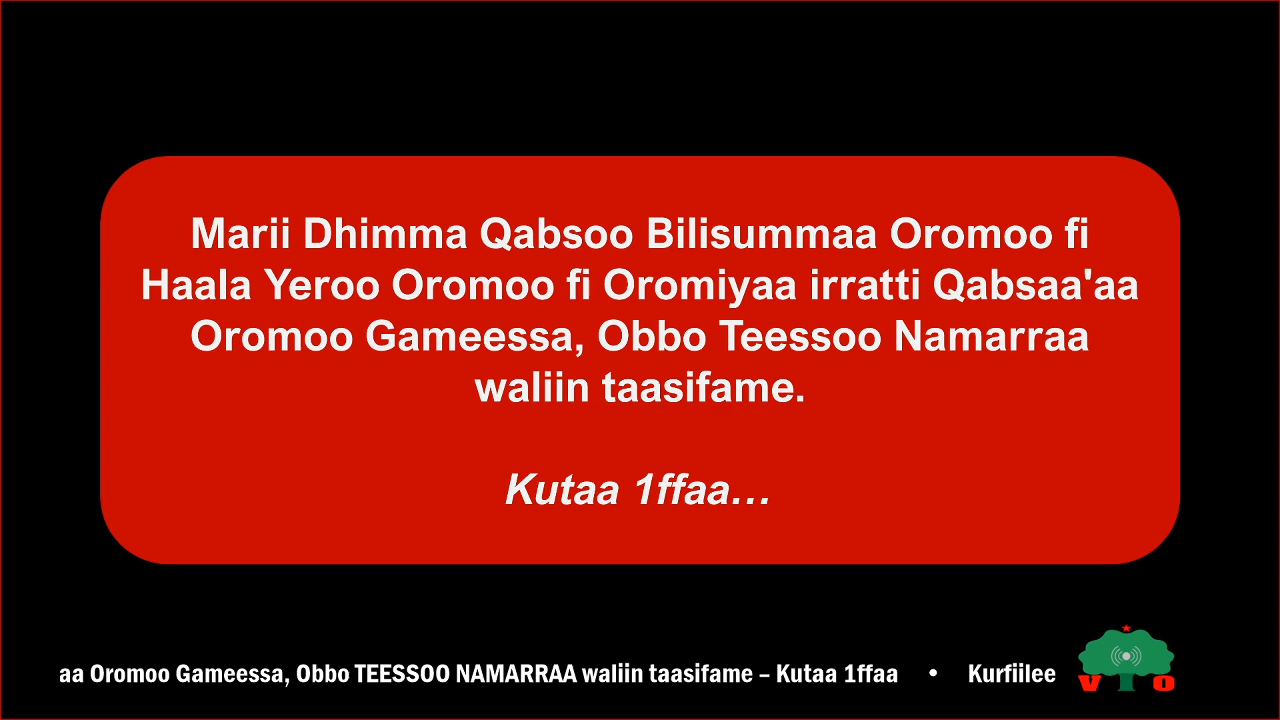 Marii Dhimma Qabsoo Bilisummaa Oromoo fi
Haala Yeroo Oromoo fi Oromiyaa irratti Qabsaa'aa
Oromoo Gameessa, Obbo Teessoo Namarraa
waliin taasifame.
Kutaa 1ffaa…
aa Oromoo Gameessa, Obbo TEESSOO NAMARRAA waliin taasifame – Kutaa 1ffaa • Kurfiilee
V I O